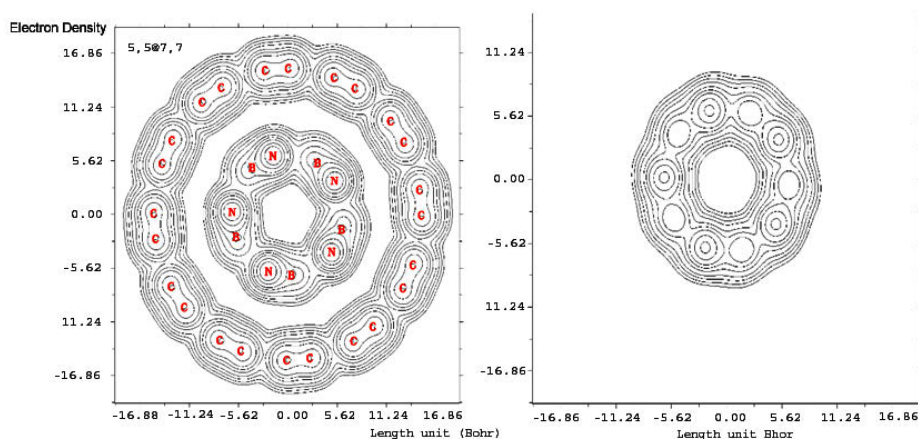 Electron Density
5,5@7,7
16.86
11.24
5.62
0.00
-5.62
11.24
-16.86
C C C C
C C C C
C C C
N
C B B
N
C
C N C
B B C
N
C
N B
C C
C
C
C C
C
C C
-16.88 -11.24 -5.62 0.00 5.62 11.24 16.86
Length unit (Bohr)
11.24
5.62
0.00
-5.62
11.24
-16.86
-16.86 -11.24 -5.62 0.00 5.62 11.24 16.86
Length unit Bhor